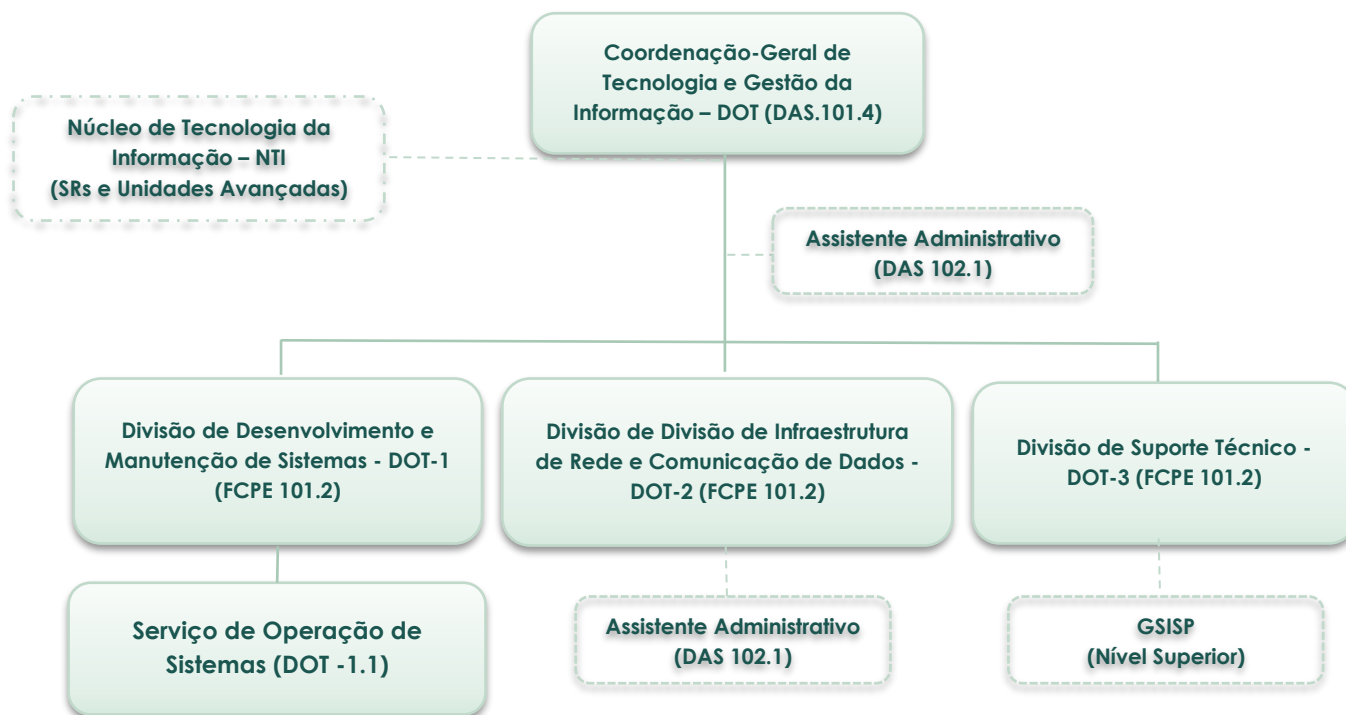 Coordenação-Geral de
Tecnologia e Gestão da
Informação – DOT (DAS.101.4)
Núcleo de Tecnologia da
Informação – NTI
(SRs e Unidades Avançadas)
Assistente Administrativo
(DAS 102.1)
Divisão de Desenvolvimento e
Manutenção de Sistemas - DOT-1
(FCPE 101.2)
Divisão de Divisão de Infraestrutura
de Rede e Comunicação de Dados -
DOT-2 (FCPE 101.2)
Divisão de Suporte Técnico -
DOT-3 (FCPE 101.2)
Serviço de Operação de
Sistemas (DOT -1.1)
Assistente Administrativo
(DAS 102.1)
GSISP
(Nível Superior)